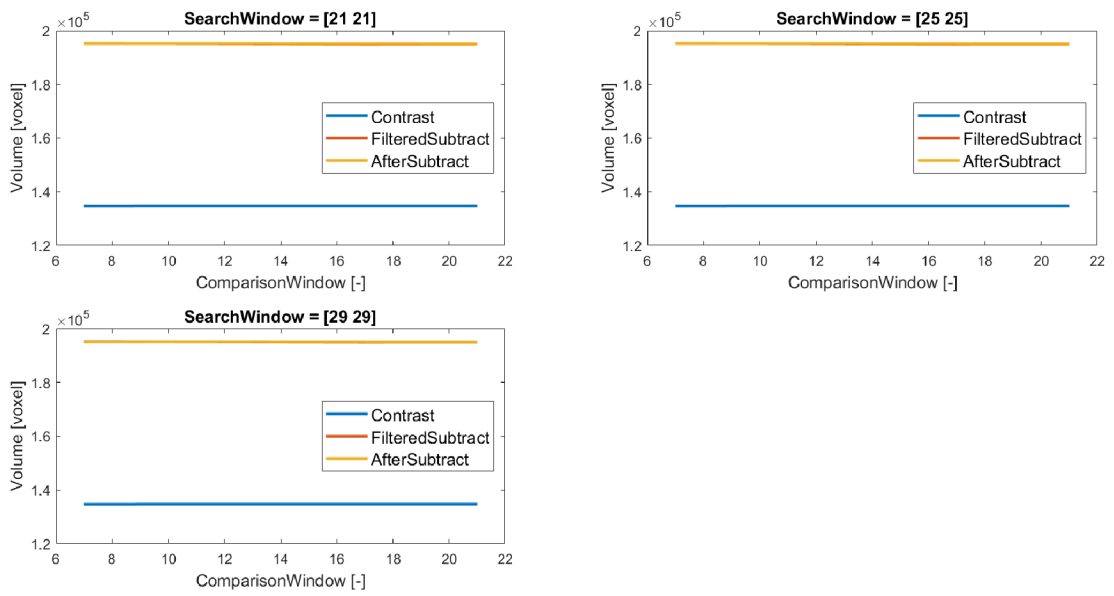 SearchWindow = [21 21]
×10^5
2
1.8
1.6
1.4
1.2
Volume [voxel]
Contrast
FilteredSubtract
AfterSubtract
6 8 10 12 14 16 18 20 22
ComparisonWindow [-]
SearchWindow = [25 25]
×10^5
2
1.8
1.6
1.4
1.2
Volume [voxel]
Contrast
FilteredSubtract
AfterSubtract
6 8 10 12 14 16 18 20 22
ComparisonWindow [-]
SearchWindow = [29 29]
×10^5
2
1.8
1.6
1.4
1.2
Volume [voxel]
Contrast
FilteredSubtract
AfterSubtract
6 8 10 12 14 16 18 20 22
ComparisonWindow [-]